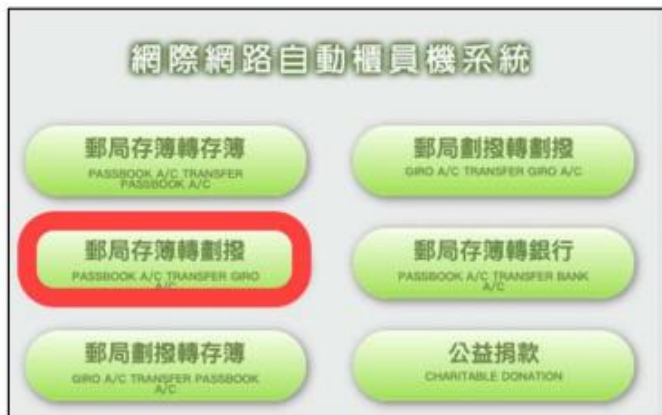 網際網路自動櫃員機系統
郵局存簿轉存簿
PASSBOOK A/C TRANSFER
PASSBOOK A/C
郵局劃撥轉劃撥
GIRO A/C TRANSFER GIRO A/C
郵局存簿轉劃撥
PASSBOOK A/C TRANSFER GIRO
A/C
郵局存簿轉銀行
PASSBOOK A/C TRANSFER BANK
A/C
郵局劃撥轉存簿
GIRO A/C TRANSFER PASSBOOK
A/C
公益捐款
CHARITABLE DONATION